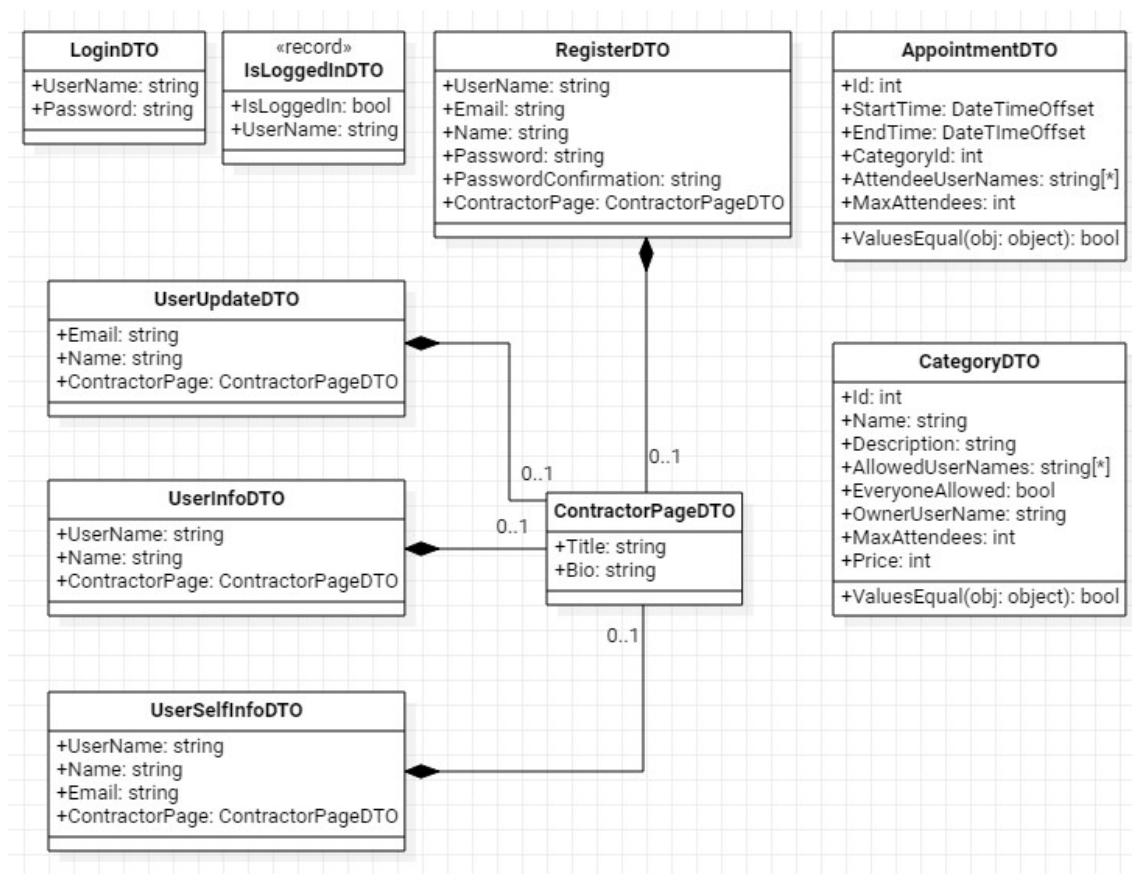 LoginDTO
+UserName: string
+Password: string
«record»
IsLoggedInDTO
+IsLoggedIn: bool
+UserName: string
RegisterDTO
+UserName: string
+Email: string
+Name: string
+Password: string
+PasswordConfirmation: string
+ContractorPage: ContractorPageDTO
AppointmentDTO
+Id: int
+StartTime: DateTimeOffset
+EndTime: DateTImeOffset
+CategoryId: int
+AttendeeUserNames: string[*]
+MaxAttendees: int
+ValuesEqual(obj: object): bool
UserUpdateDTO
+Email: string
+Name: string
+ContractorPage: ContractorPageDTO
0..1
0..1
CategoryDTO
+Id: int
+Name: string
+Description: string
+AllowedUserNames: string[*]
+EveryoneAllowed: bool
+OwnerUserName: string
+MaxAttendees: int
+Price: int
+ValuesEqual(obj: object): bool
UserInfoDTO
+UserName: string
+Name: string
+ContractorPage: ContractorPageDTO
0..1
ContractorPageDTO
+Title: string
+Bio: string
0..1
UserSelfInfoDTO
+UserName: string
+Name: string
+Email: string
+ContractorPage: ContractorPageDTO